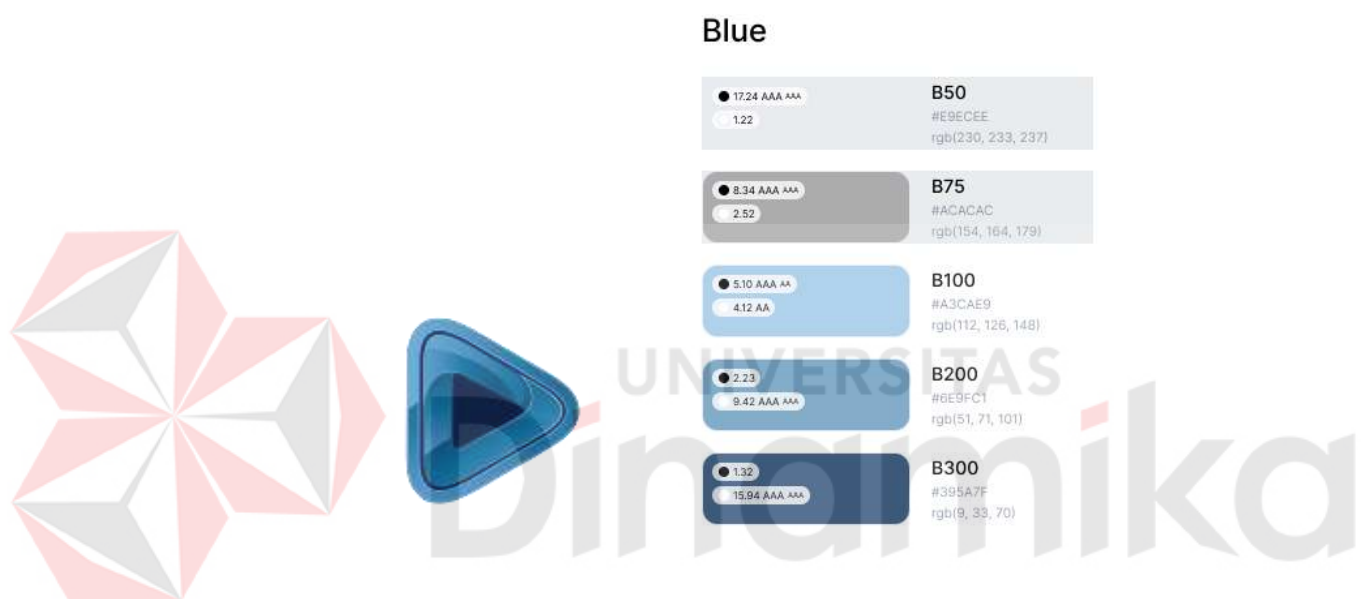 Blue
17.24 AAA AAA
1.22
B50
#E9ECEE
rgb(230, 233, 237)
8.34 AAA AAA
2.52
B75
#ACACAC
rgb(154, 164, 179)
5.10 AAA AA
4.12 AA
B100
#A3CAE9
rgb(112, 126, 148)
UNIVERSITAS
Dinamika
2.23
9.42 AAA AAA
B200
#6E9FC1
rgb(51, 71, 101)
1.32
15.94 AAA AAA
B300
#395A7F
rgb(9, 33, 70)